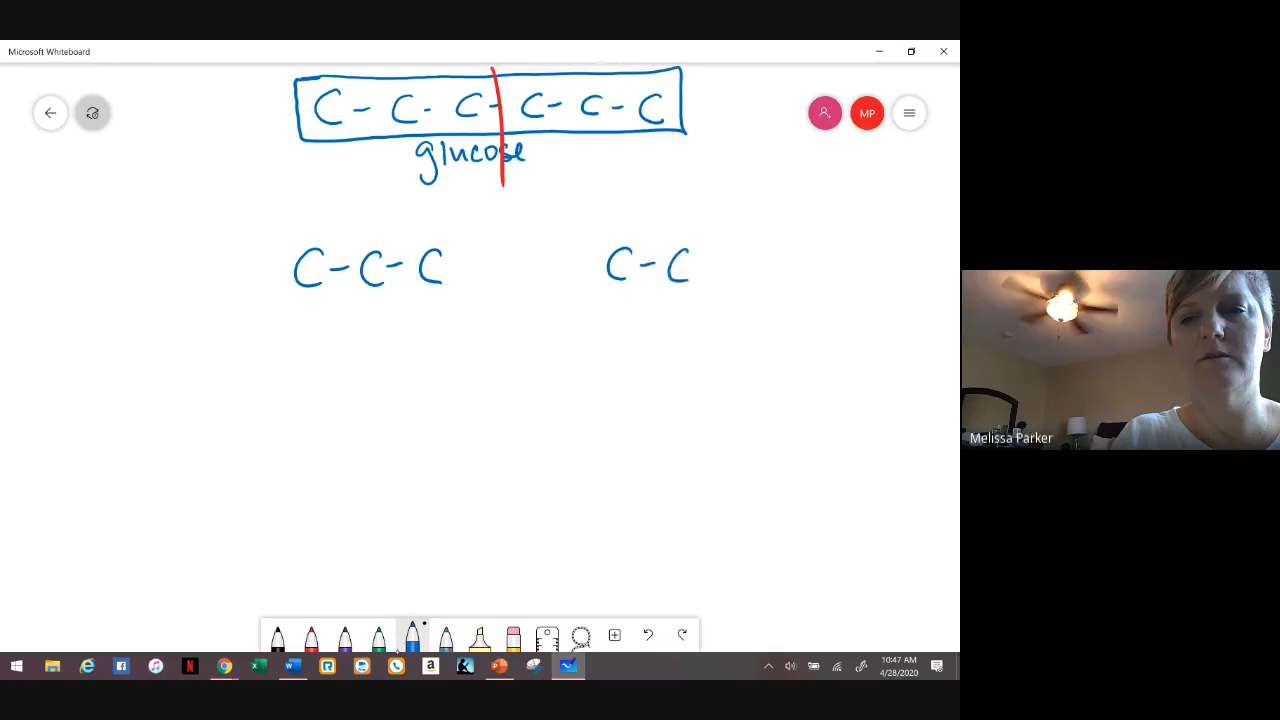 Microsoft Whiteboard
C - C - C - C - C - C
glucose
MP
C - C - C
C - C
Melissa Parker
10:47 AM
4/28/2020